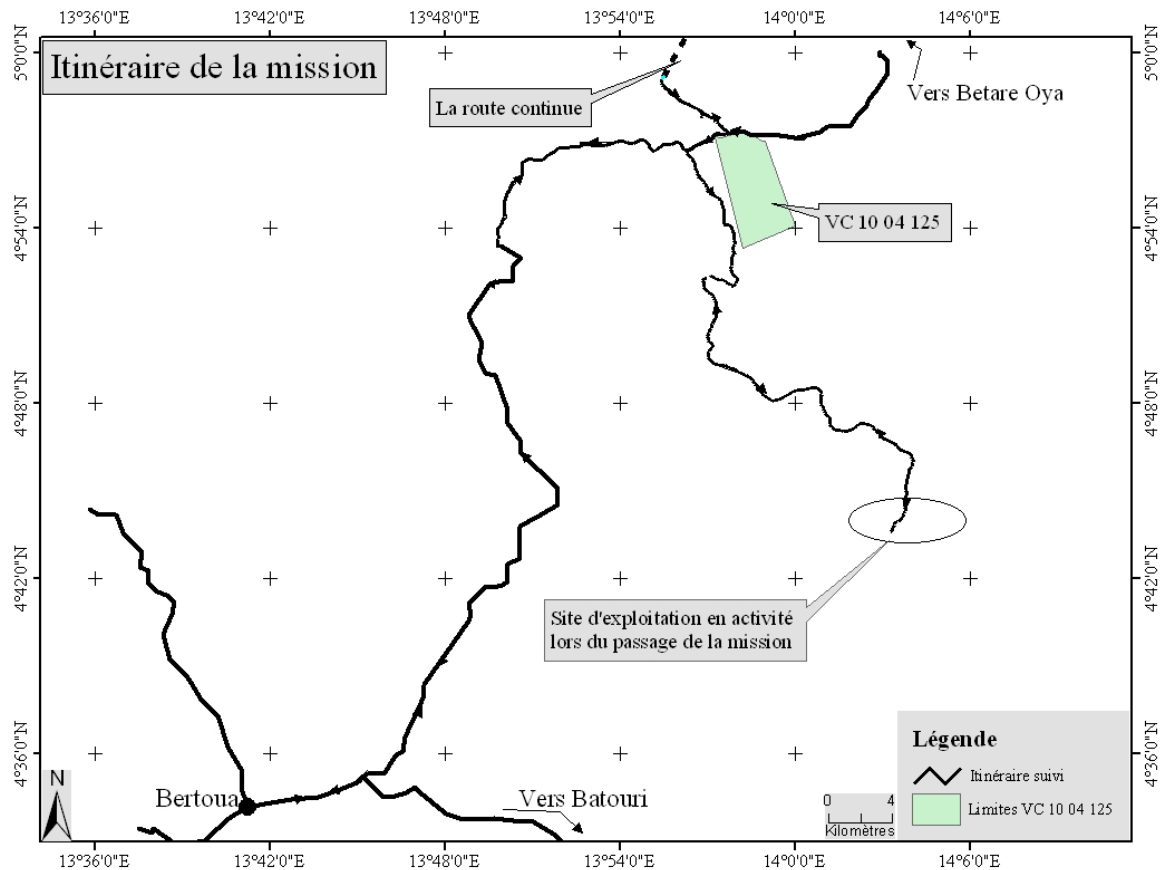 13°36'0"E 13°42'0"E 13°48'0"E 13°54'0"E 14°0'0"E 14°6'0"E
5°0'0"N 5°0'0"N
Itinéraire de la mission
Vers Betare Oya
La route continue
VC 10 04 125
4°54'0"N 4°54'0"N
4°48'0"N 4°48'0"N
4°42'0"N 4°42'0"N
Site d'exploitation en activité
lors du passage de la mission
4°36'0"N 4°36'0"N
Légende
Itinéraire suivi
Limites VC 10 04 125
N
Bertoua
Vers Batouri
0 4
Kilomètres
13°36'0"E 13°42'0"E 13°48'0"E 13°54'0"E 14°0'0"E 14°6'0"E